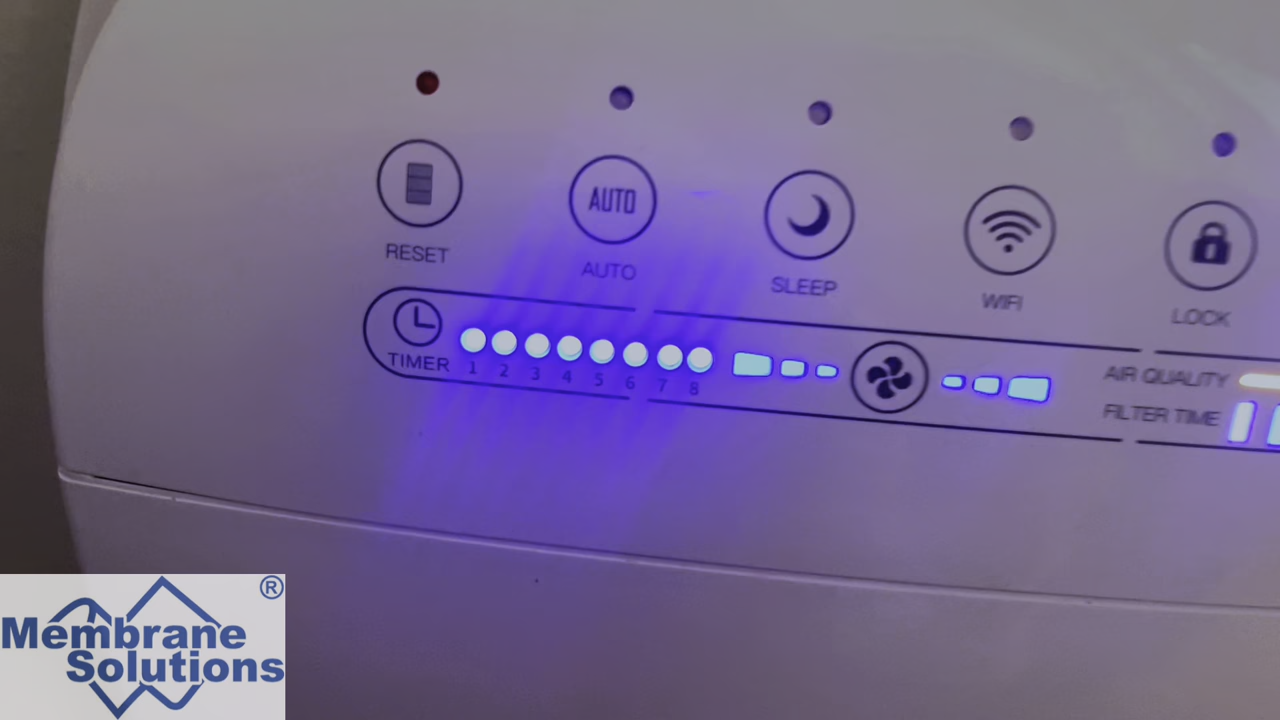 RESET
AUTO
AUTO
SLEEP
WIFI
LOCK
TIMER
1 2 3 4 5 6 7 8
AIR QUALITY
FILTER TIME
Membrane
Solutions
®